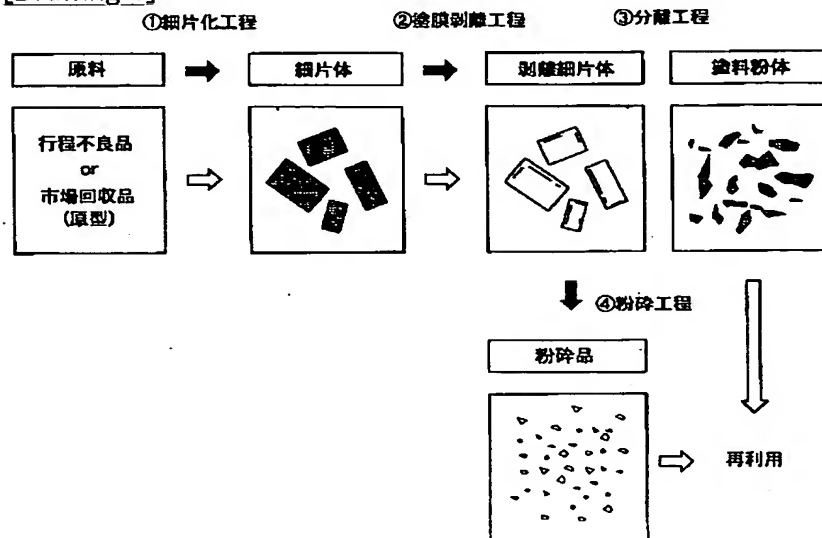 ①細片化工程 ②塗膜剥離工程 ③分離工程
原料 細片体 剥離細片体 塗料粉体
行程不良品
or
市場回収品
(原型)
④粉砕工程
粉砕品
再利用